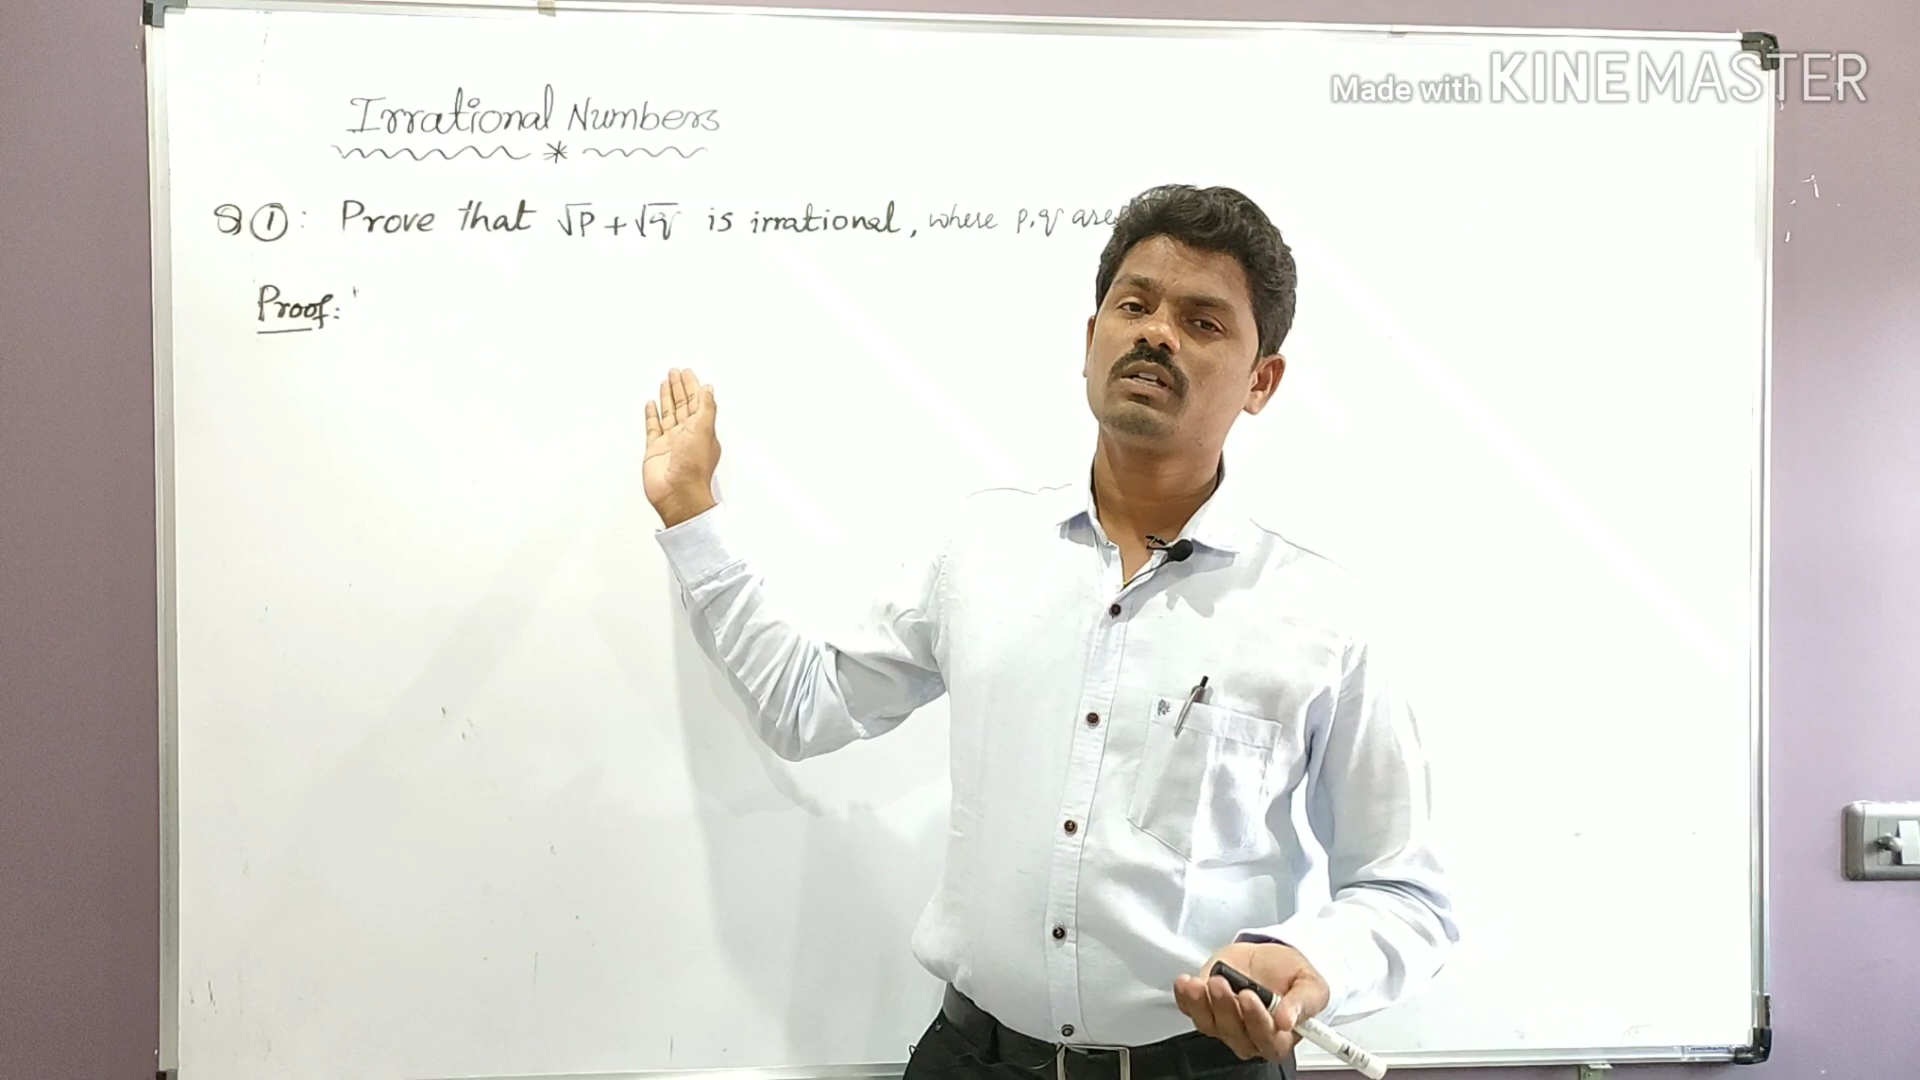 Made with KINEMASTER
Irrational Numbers
Q①: Prove that √p + √q is irrational, where p, q are
Proof: